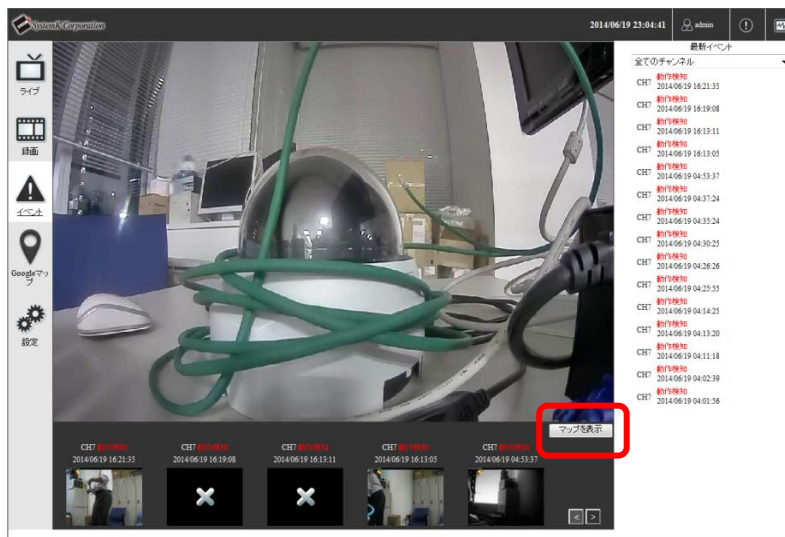 SystemK Corporation
2014/06/19 23:04:41
admin
ライブ
録画
イベント
Googleマッ
プ
設定
最新イベント
全てのチャンネル
CH7 動作検知
2014/06/19 16:21:35
CH7 動作検知
2014/06/19 16:19:08
CH7 動作検知
2014/06/19 16:13:11
CH7 動作検知
2014/06/19 16:13:05
CH7 動作検知
2014/06/19 04:53:37
CH7 動作検知
2014/06/19 04:37:24
CH7 動作検知
2014/06/19 04:35:24
CH7 動作検知
2014/06/19 04:30:25
CH7 動作検知
2014/06/19 04:26:26
CH7 動作検知
2014/06/19 04:25:55
CH7 動作検知
2014/06/19 04:14:25
CH7 動作検知
2014/06/19 04:13:20
CH7 動作検知
2014/06/19 04:11:18
CH7 動作検知
2014/06/19 04:02:39
CH7 動作検知
2014/06/19 04:01:56
マップを表示
CH7 動作検知
2014/06/19 16:21:35
CH7 動作検知
2014/06/19 16:19:08
CH7 動作検知
2014/06/19 16:13:11
CH7 動作検知
2014/06/19 16:13:05
CH7 動作検知
2014/06/19 04:53:37
< >